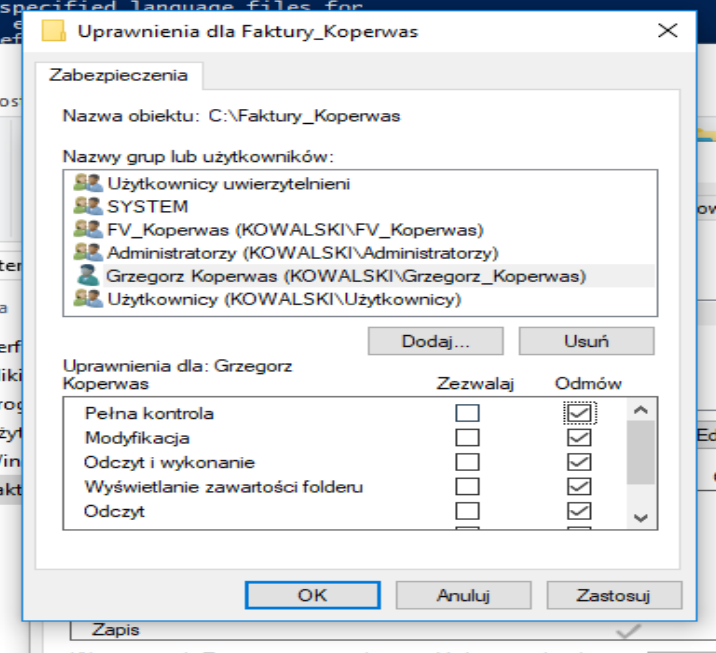 specified language files for
Uprawnienia dla Faktury_Koperwas
Zabezpieczenia
Nazwa obiektu: C:\Faktury_Koperwas
Nazwy grup lub użytkowników:
Użytkownicy uwierzytelnieni
SYSTEM
FV_Koperwas (KOWALSKI\FV_Koperwas)
Administratorzy (KOWALSKI\Administratorzy)
Grzegorz Koperwas (KOWALSKI\Grzegorz_Koperwas)
Użytkownicy (KOWALSKI\Użytkownicy)
Dodaj... Usuń
Uprawnienia dla: Grzegorz
Koperwas Zezwalaj Odmów
Pełna kontrola
Modyfikacja
Odczyt i wykonanie
Wyświetlanie zawartości folderu
Odczyt
OK Anuluj Zastosuj
Zapis